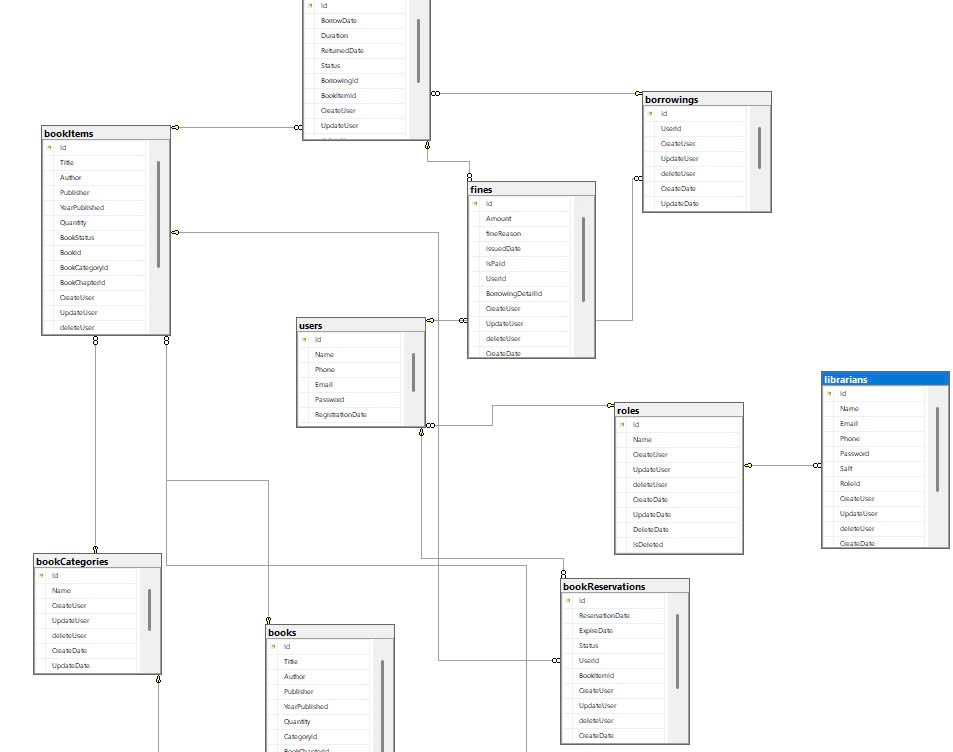 Id
BorrowDate
Duration
ReturnedDate
Status
BorrowingId
BookItemId
CreateUser
UpdateUser
borrowings
Id
UserId
CreateUser
UpdateUser
deleteUser
CreateDate
UpdateDate
bookItems
Id
Title
Author
Publisher
YearPublished
Quantity
BookStatus
BookId
BookCategoryId
BookChapterId
CreateUser
UpdateUser
deleteUser
fines
Id
Amount
fineReason
IssuedDate
IsPaid
UserId
BorrowingDetailId
CreateUser
UpdateUser
deleteUser
CreateDate
users
Id
Name
Phone
Email
Password
RegistrationDate
roles
Id
Name
CreateUser
UpdateUser
deleteUser
CreateDate
UpdateDate
DeleteDate
IsDeleted
librarians
Id
Name
Email
Phone
Password
Salt
RoleId
CreateUser
UpdateUser
deleteUser
CreateDate
bookCategories
Id
Name
CreateUser
UpdateUser
deleteUser
CreateDate
UpdateDate
books
Id
Title
Author
Publisher
YearPublished
Quantity
CategoryId
BookChapterId
bookReservations
Id
ReservationDate
ExpireDate
Status
UserId
BookItemId
CreateUser
UpdateUser
deleteUser
CreateDate